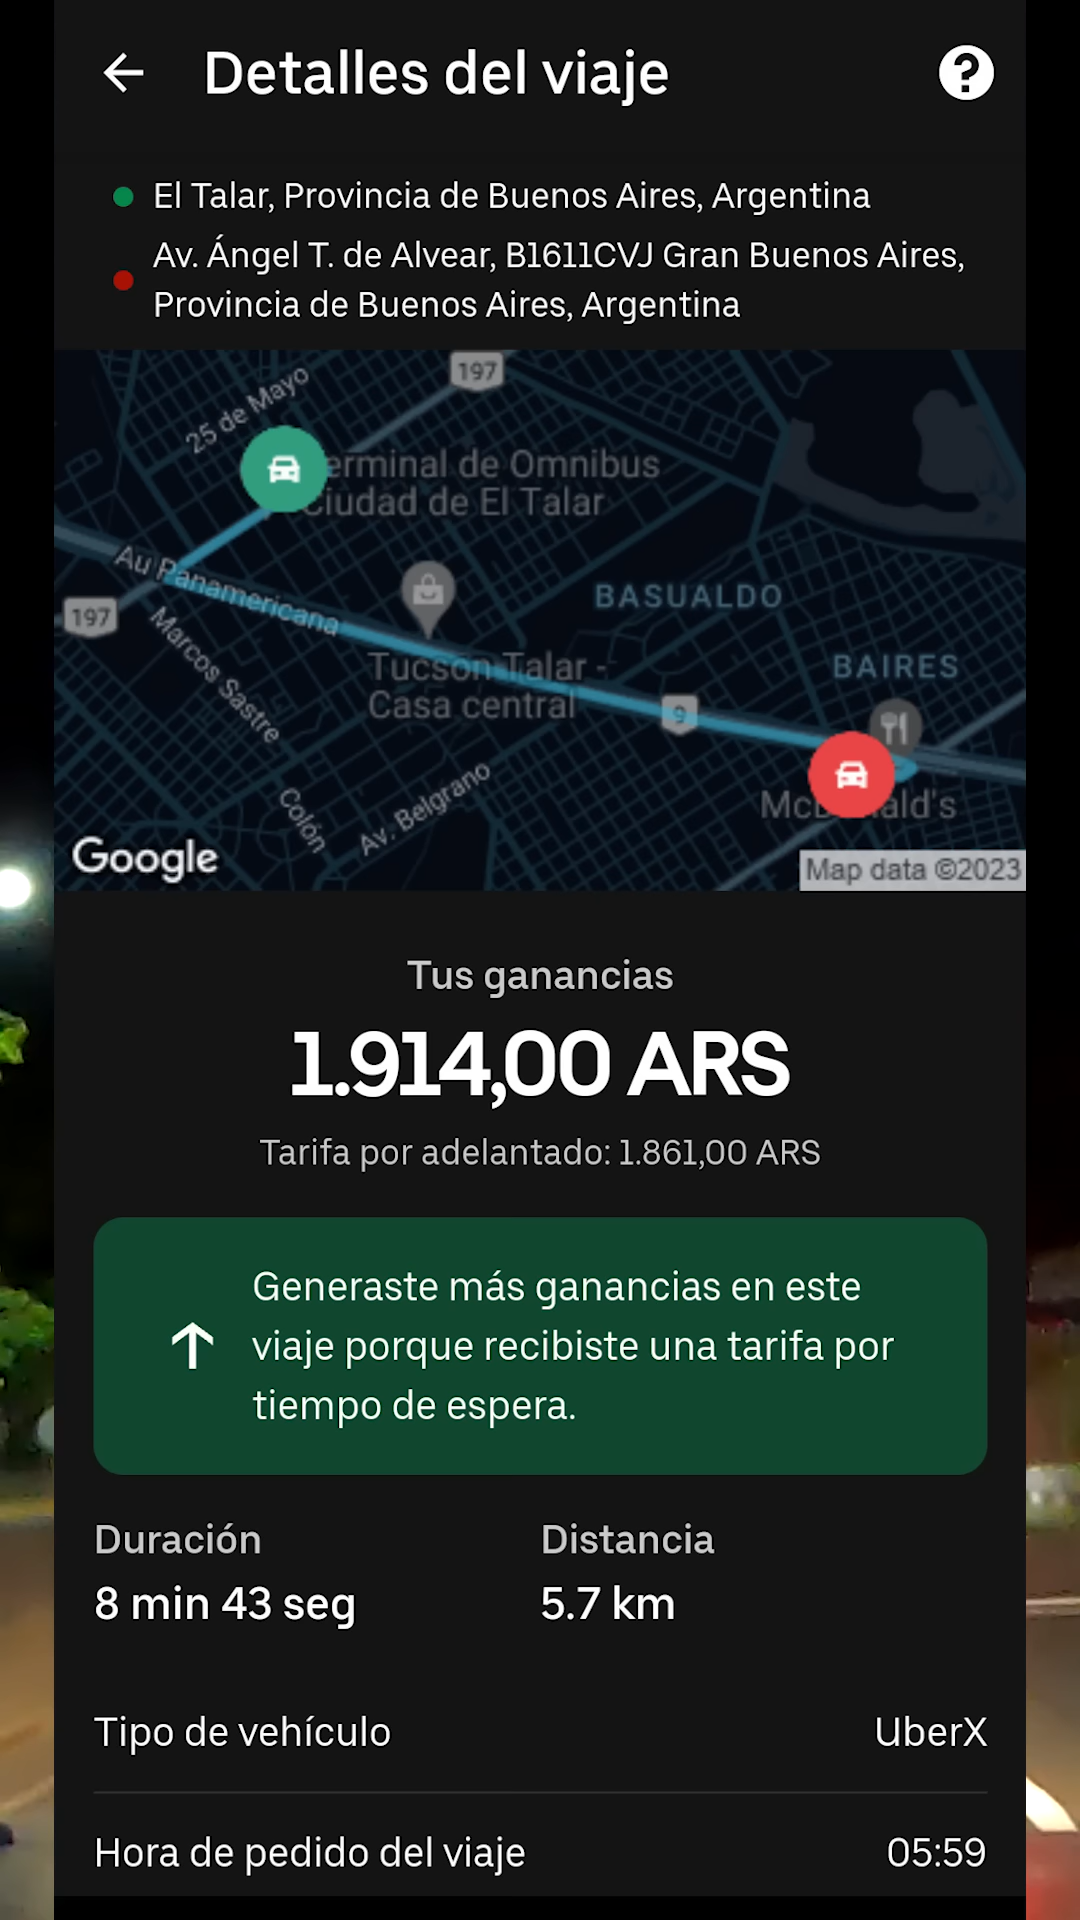 Detalles del viaje
?
El Talar, Provincia de Buenos Aires, Argentina
Av. Ángel T. de Alvear, B1611CVJ Gran Buenos Aires,
Provincia de Buenos Aires, Argentina
197
25 de Mayo
erminal de Omnibus
Ciudad de El Talar
Au Panamericana
BASUALDO
197
Marcos Sastre
Tucson Talar -
Casa central
BAIRES
9
McDonald's
Colón
Av. Belgrano
Google
Map data ©2023
Tus ganancias
1.914,00 ARS
Tarifa por adelantado: 1.861,00 ARS
Generaste más ganancias en este
viaje porque recibiste una tarifa por
tiempo de espera.
Duración
Distancia
8 min 43 seg
5.7 km
Tipo de vehículo
UberX
Hora de pedido del viaje
05:59